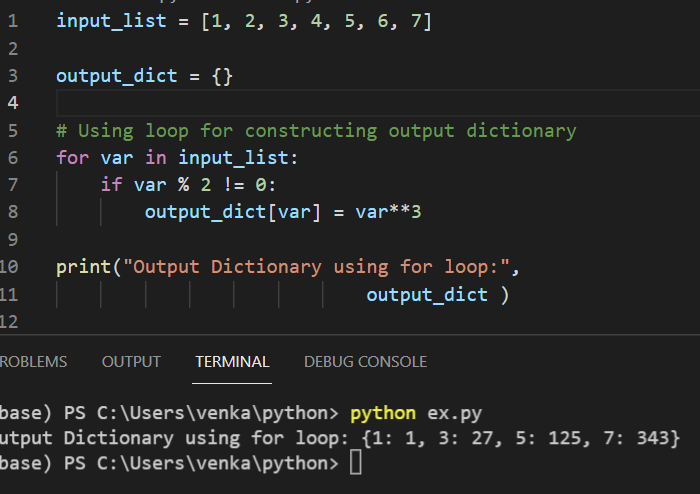 1 input_list = [1, 2, 3, 4, 5, 6, 7]
2
3 output_dict = {}
4
5 # Using loop for constructing output dictionary
6 for var in input_list:
7 if var % 2 != 0:
8 output_dict[var] = var**3
9
10 print("Output Dictionary using for loop:",
11 output_dict )
12
ROBLEMS OUTPUT TERMINAL DEBUG CONSOLE
base) PS C:\Users\venka\python> python ex.py
utput Dictionary using for loop: {1: 1, 3: 27, 5: 125, 7: 343}
base) PS C:\Users\venka\python>